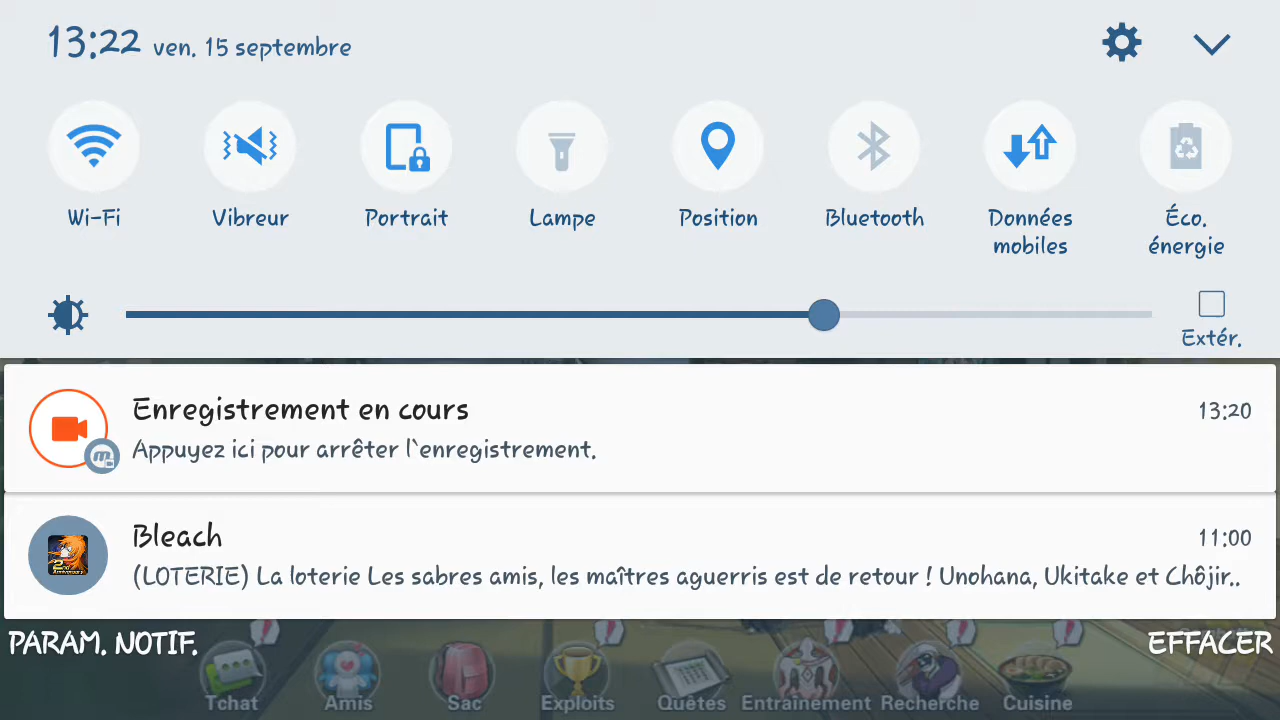 13:22 ven. 15 septembre
Wi-Fi
Vibreur
Portrait
Lampe
Position
Bluetooth
Données
mobiles
Éco.
énergie
Extér.
Enregistrement en cours
13:20
Appuyez ici pour arrêter l`enregistrement.
Bleach
11:00
(LOTERIE) La loterie Les sabres amis, les maîtres aguerris est de retour ! Unohana, Ukitake et Chôjir..
2nd
Anniversary
PARAM. NOTIF.
EFFACER
Tchat
Amis
Sac
Exploits
Quêtes
Entraînement
Recherche
Cuisine